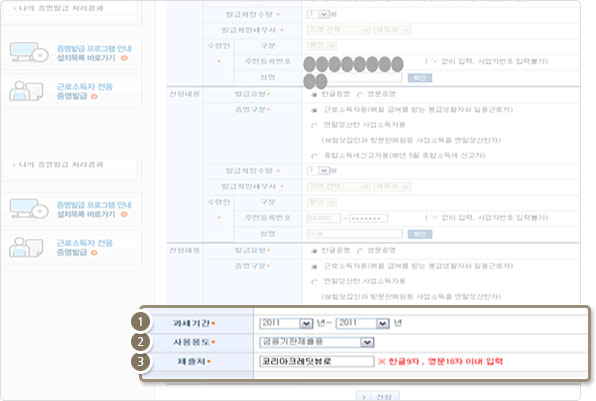 나의 증명발급 처리결과
증명발급 프로그램 안내
설치목록 바로가기
근로소득자 전용
증명발급
나의 증명발급 처리결과
증명발급 프로그램 안내
설치목록 바로가기
근로소득자 전용
증명발급
발급희망수량 1 매
발급희망세무서 지역 선택 세무서
수령인 구분 본인
주민등록번호 ( '-' 없이 입력, 사업자번호 입력불가)
성명 확인
신청내용 발급유형 한글증명 영문증명
증명구분 근로소득자용(매월 급여를 받는 봉급생활자와 일용근로자)
연말정산한 사업소득자용
(보험모집인과 방문판매원등 사업소득을 연말정산한자)
종합소득세신고자용(매년 5월 종합소득세 신고자)
발급희망수량 1 매
발급희망세무서 지역 선택 세무서
수령인 구분 본인
주민등록번호 - ( '-' 없이 입력, 사업자번호 입력불가)
성명 확인
신청내용 발급유형 한글증명 영문증명
증명구분 근로소득자용(매월 급여를 받는 봉급생활자와 일용근로자)
연말정산한 사업소득자용
(보험모집인과 방문판매원등 사업소득을 연말정산한자)
1 과세기간 2011 년~ 2011 년
2 사용용도 금융기관제출용
3 제출처 코리아크레딧뷰로 ※ 한글9자, 영문18자 이내 입력
신청